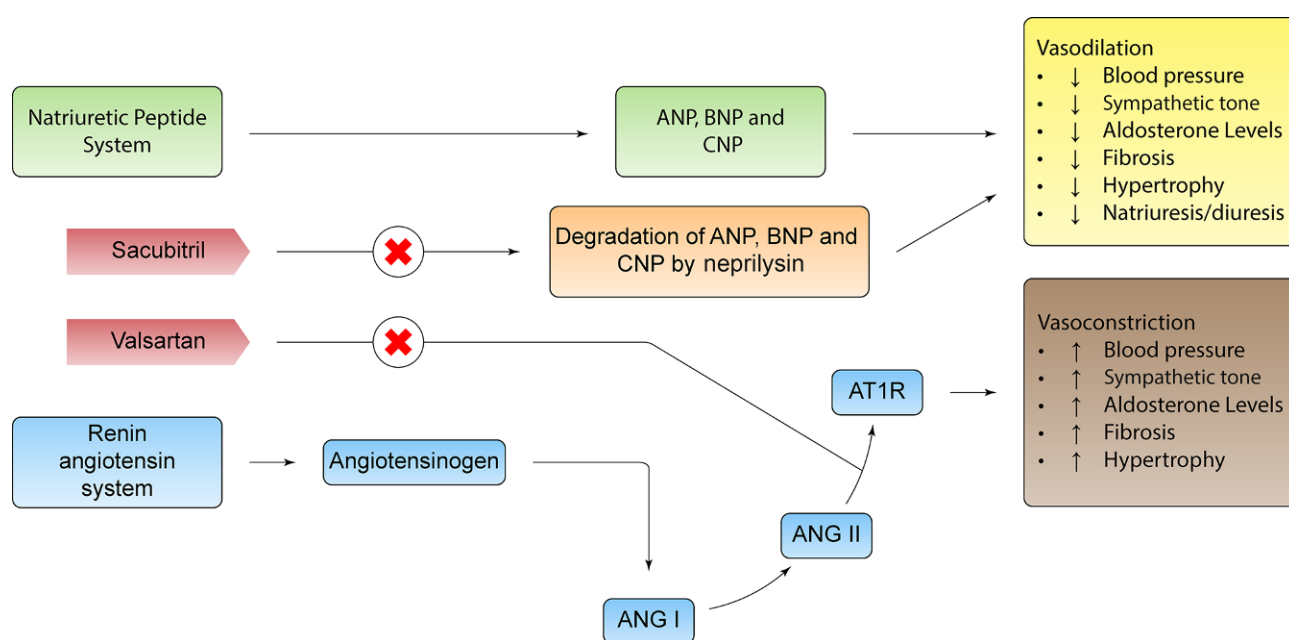 Natriuretic Peptide
System
ANP, BNP and
CNP
Vasodilation
• ↓ Blood pressure
• ↓ Sympathetic tone
• ↓ Aldosterone Levels
• ↓ Fibrosis
• ↓ Hypertrophy
• ↓ Natriuresis/diuresis
Sacubitril
Degradation of ANP, BNP and
CNP by neprilysin
Valsartan
Vasoconstriction
• ↑ Blood pressure
• ↑ Sympathetic tone
• ↑ Aldosterone Levels
• ↑ Fibrosis
• ↑ Hypertrophy
AT1R
Renin
angiotensin
system
Angiotensinogen
ANG II
ANG I